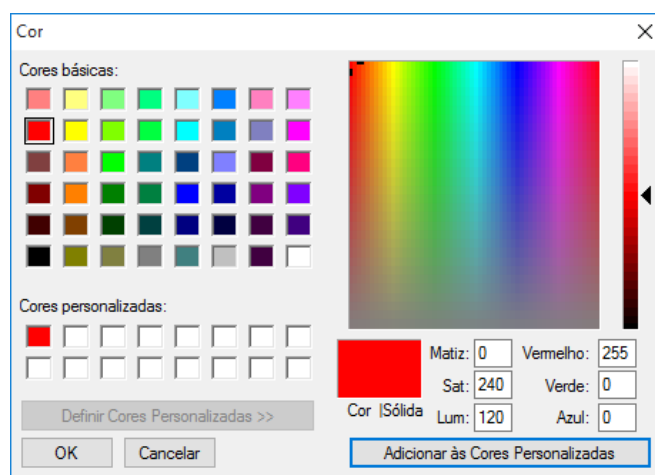 Cor
Cores básicas:
Cores personalizadas:
Definir Cores Personalizadas >>
OK
Cancelar
Matiz: 0
Vermelho: 255
Sat: 240
Verde: 0
Cor |Sólida
Lum: 120
Azul: 0
Adicionar às Cores Personalizadas